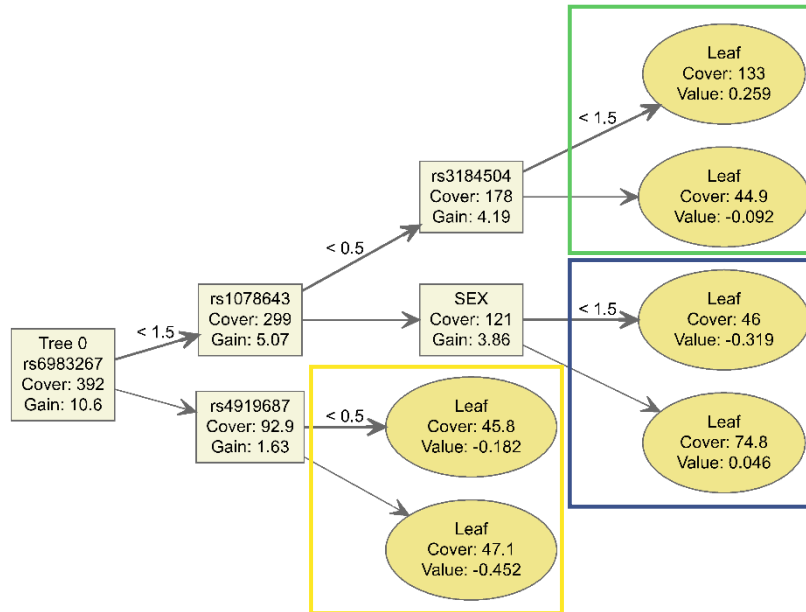 Leaf
Cover: 133
Value: 0.259
< 1.5
rs3184504
Cover: 178
Gain: 4.19
Leaf
Cover: 44.9
Value: -0.092
< 0.5
rs1078643
Cover: 299
Gain: 5.07
SEX
Cover: 121
Gain: 3.86
< 1.5
Leaf
Cover: 46
Value: -0.319
Tree 0
rs6983267
Cover: 392
Gain: 10.6
< 1.5
rs4919687
Cover: 92.9
Gain: 1.63
< 0.5
Leaf
Cover: 45.8
Value: -0.182
Leaf
Cover: 74.8
Value: 0.046
Leaf
Cover: 47.1
Value: -0.452